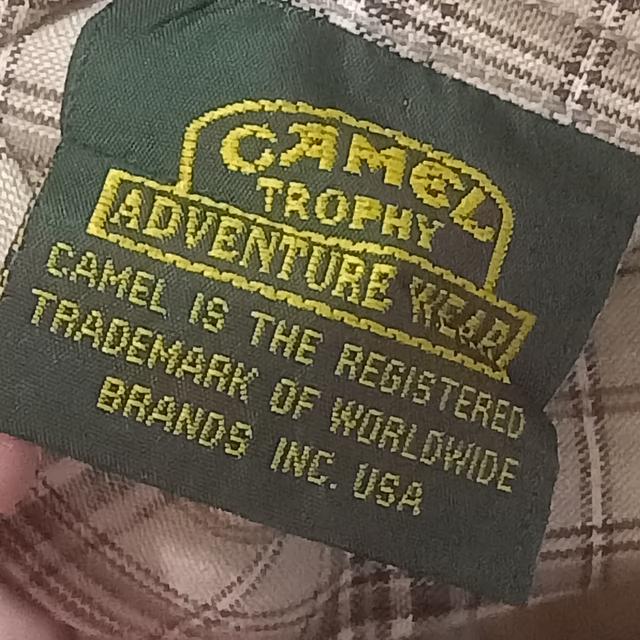 CAMEL
TROPHY
ADVENTURE WEAR
CAMEL IS THE REGISTERED
TRADEMARK OF WORLDWIDE
BRANDS INC. USA